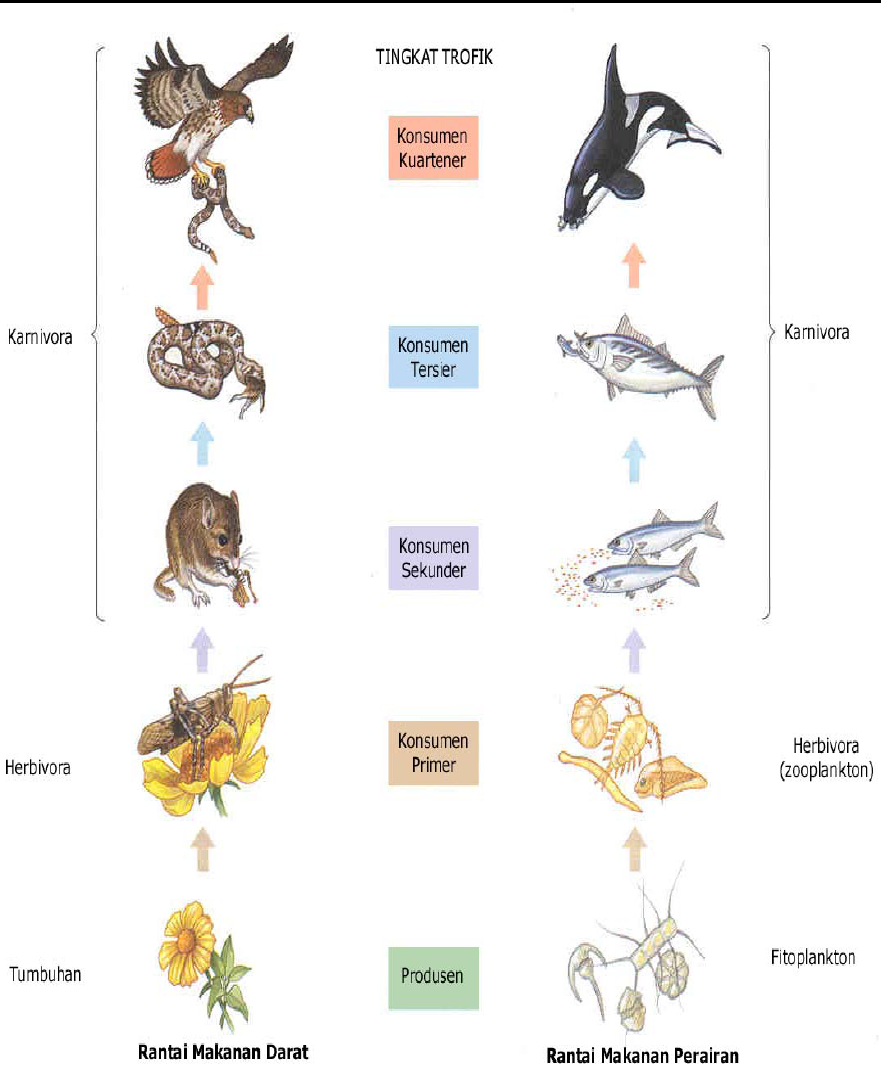 TINGKAT TROFIK
Konsumen
Kuartener
Karnivora
Konsumen
Tersier
Karnivora
Konsumen
Sekunder
Herbivora
Konsumen
Primer
Herbivora
(zooplankton)
Tumbuhan
Produsen
Fitoplankton
Rantai Makanan Darat
Rantai Makanan Perairan